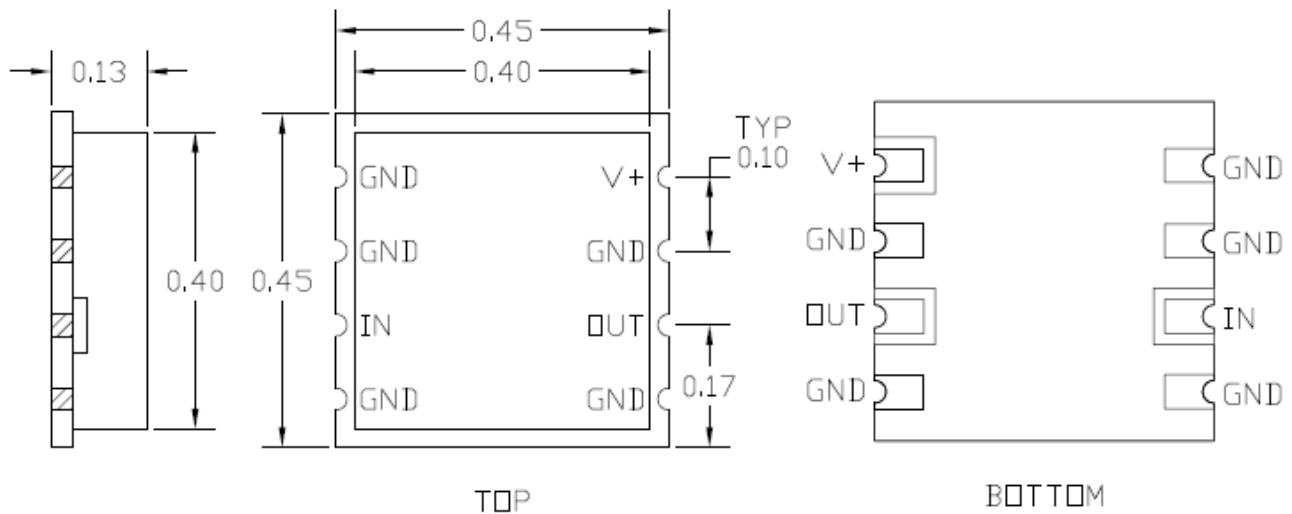 0.45
0.13
0.40
TYP
0.10
GND
V+
V+
GND
GND
GND
GND
GND
0.40
0.45
IN
OUT
OUT
IN
0.17
GND
GND
GND
GND
TOP
BOTTOM